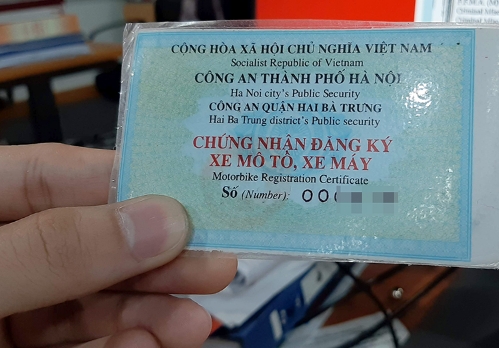 CỘNG HÒA XÃ HỘI CHỦ NGHĨA VIỆT NAM
Socialist Republic of Vietnam
CÔNG AN THÀNH PHỐ HÀ NỘI
Ha Noi city's Public Security
CÔNG AN QUẬN HAI BÀ TRƯNG
Hai Ba Trung district's Public security
CHỨNG NHẬN ĐĂNG KÝ
XE MÔ TÔ, XE MÁY
Motorbike Registration Certificate
Số (Number): 00